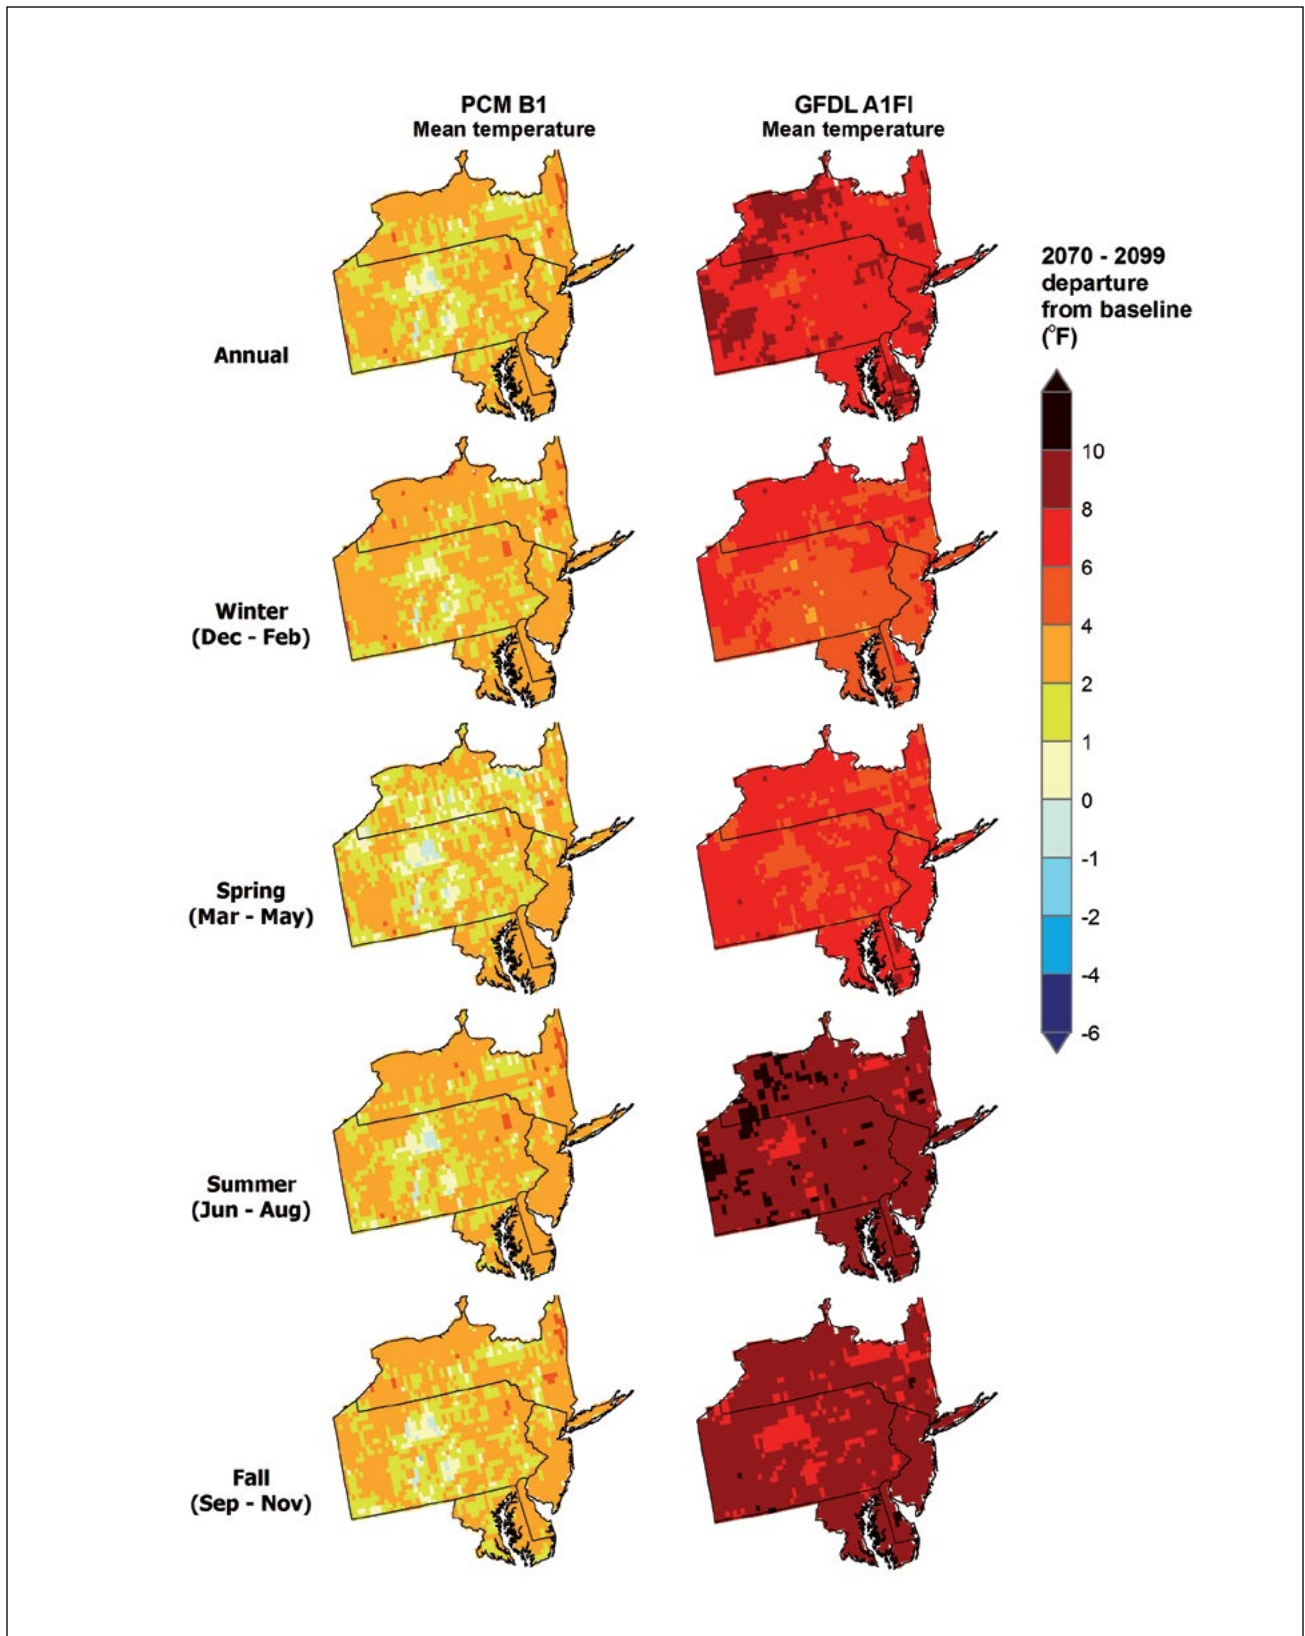 PCM B1
Mean temperature
GFDL A1FI
Mean temperature
2070 - 2099
departure
from baseline
(°F)
Annual
Winter
(Dec - Feb)
Spring
(Mar - May)
Summer
(Jun - Aug)
Fall
(Sep - Nov)
10
8
6
4
2
1
0
-1
-2
-4
-6